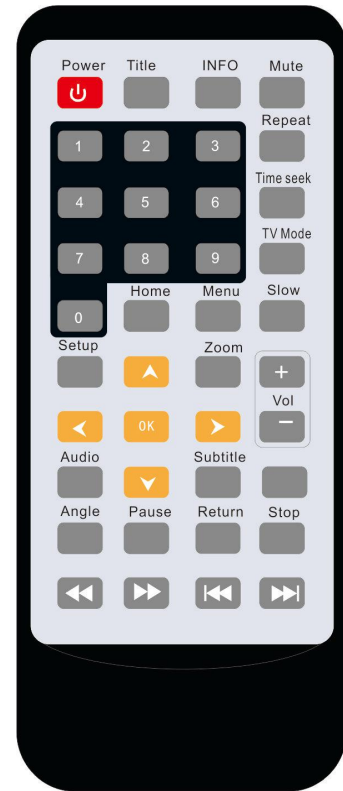 Power Title INFO Mute
Repeat
1 2 3
Time seek
4 5 6
TV Mode
7 8 9
Home Menu Slow
0
Setup Zoom
+
Vol
OK
−
Audio Subtitle
Angle Pause Return Stop